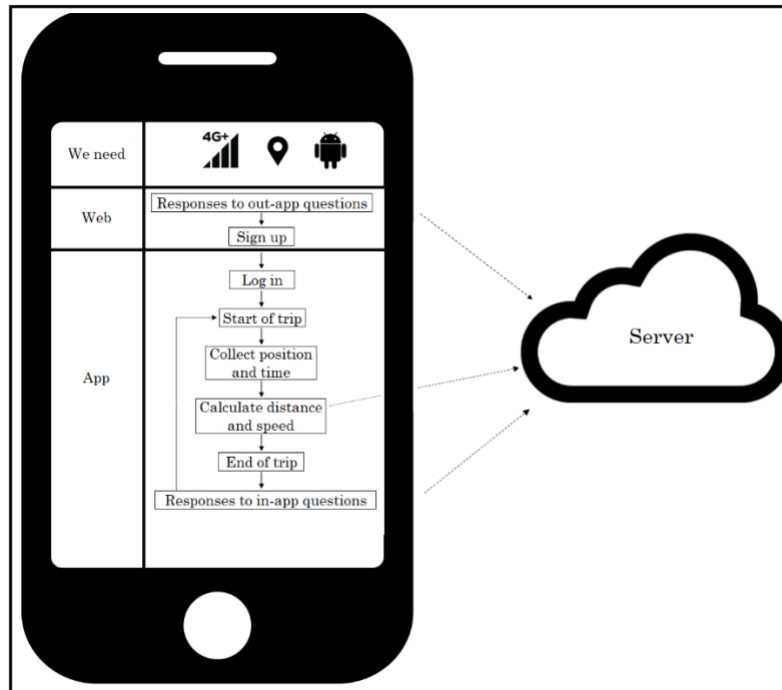 We need
4G+
Web
Responses to out-app questions
Sign up
App
Log in
Start of trip
Collect position
and time
Calculate distance
and speed
End of trip
Responses to in-app questions
Server